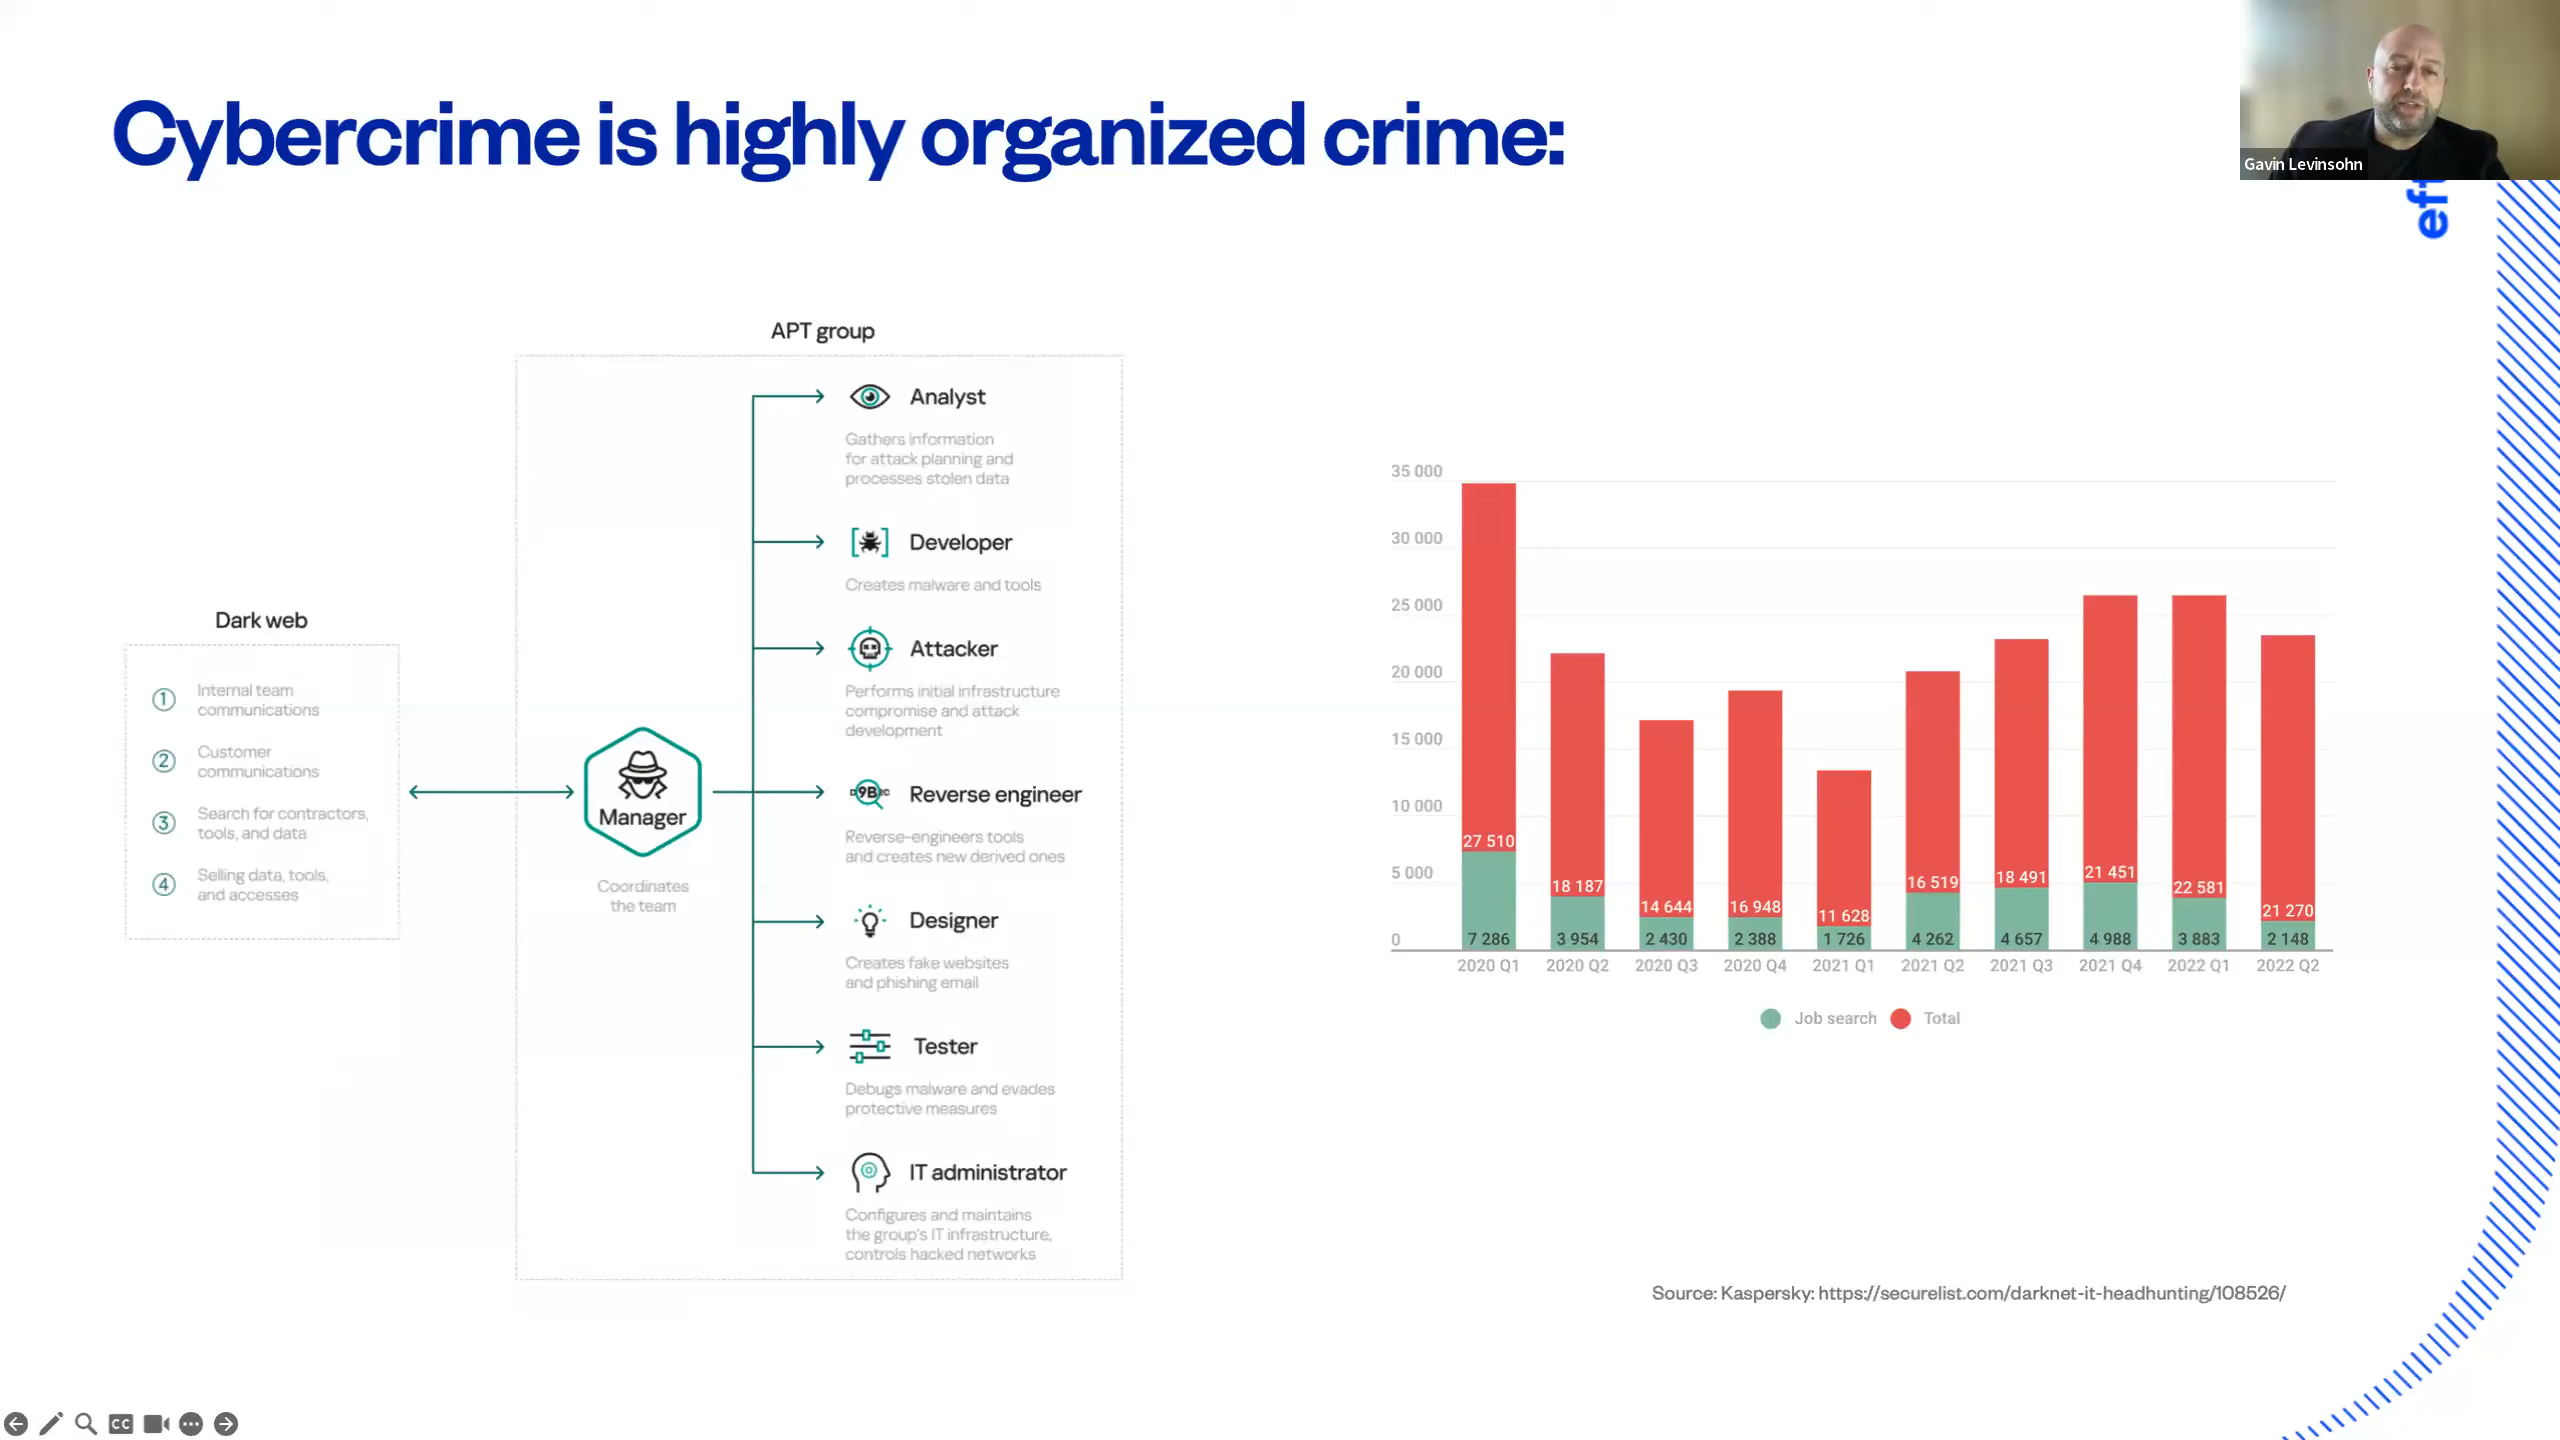 Cybercrime is highly organized crime:
Gavin Levinsohn
APT group
Analyst
Gathers information
for attack planning and
processes stolen data
Developer
Creates malware and tools
Attacker
Performs initial infrastructure
compromise and attack
development
Reverse engineer
Reverse-engineers tools
and creates new derived ones
Designer
Creates fake websites
and phishing email
Tester
Debugs malware and evades
protective measures
IT administrator
Configures and maintains
the group's IT infrastructure,
controls hacked networks
Dark web
1 Internal team
communications
2 Customer
communications
3 Search for contractors,
tools, and data
4 Selling data, tools,
and accesses
Manager
Coordinates
the team
9B
35 000
30 000
25 000
20 000
15 000
10 000
5 000
0
27 510
18 187
14 644
16 948
11 628
16 519
18 491
21 451
22 581
21 270
7 286
3 954
2 430
2 388
1 726
4 262
4 657
4 988
3 883
2 148
2020 Q1
2020 Q2
2020 Q3
2020 Q4
2021 Q1
2021 Q2
2021 Q3
2021 Q4
2022 Q1
2022 Q2
Job search
Total
Source: Kaspersky: https://securelist.com/darknet-it-headhunting/108526/
CC